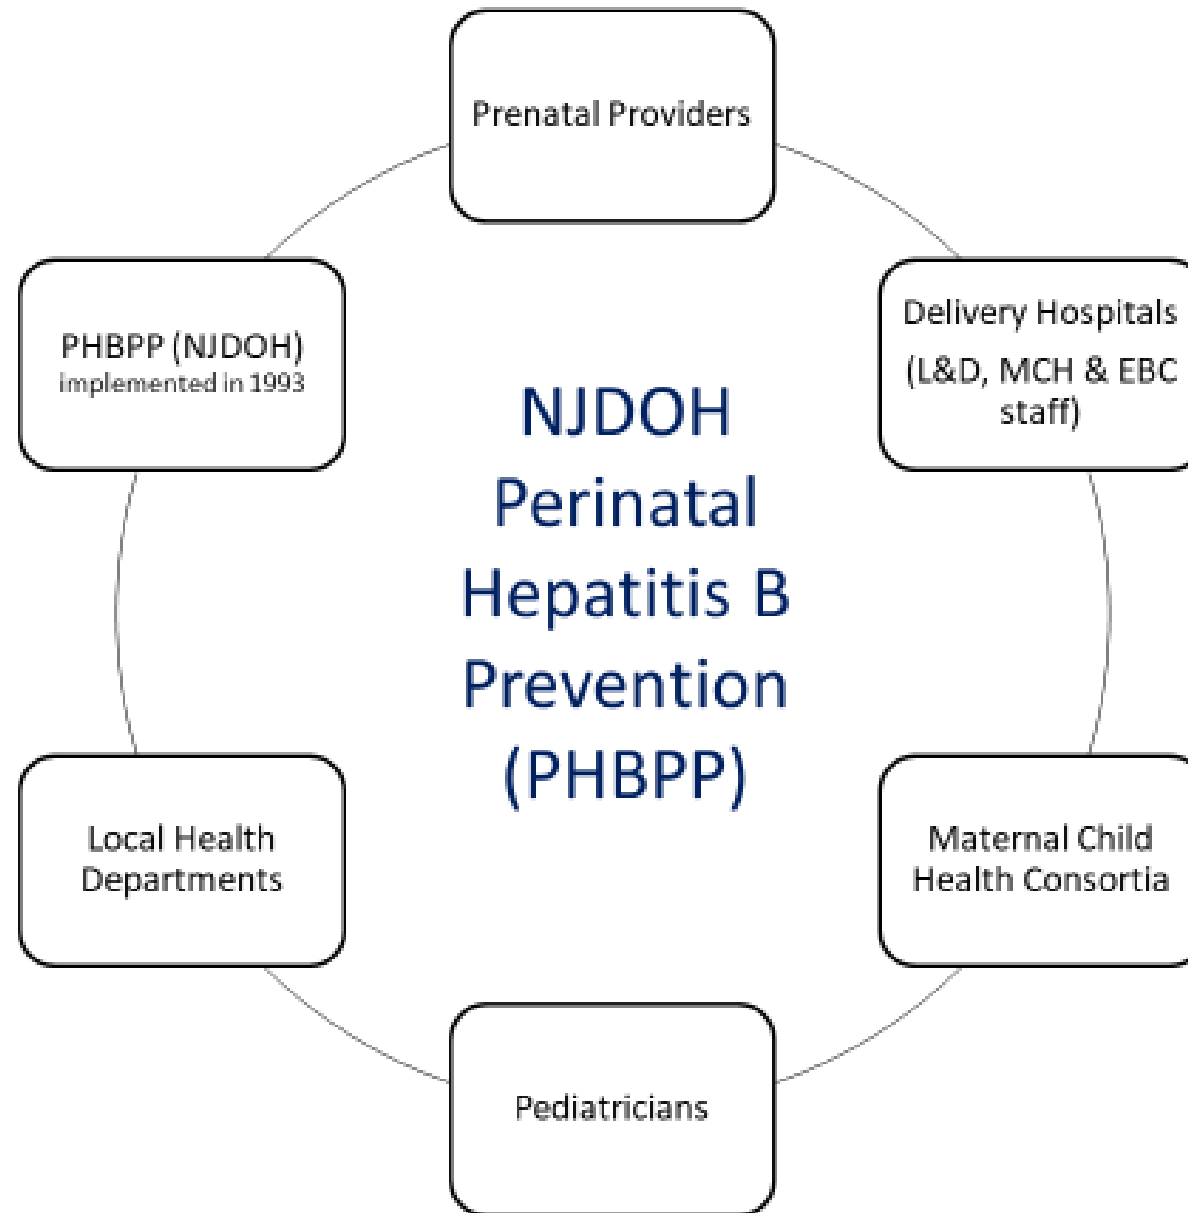 Prenatal Providers
Delivery Hospitals
(L&D, MCH & EBC
staff)
Maternal Child
Health Consortia
Pediatricians
Local Health
Departments
PHBPP (NJDOH)
implemented in 1993
NJDOH
Perinatal
Hepatitis B
Prevention
(PHBPP)